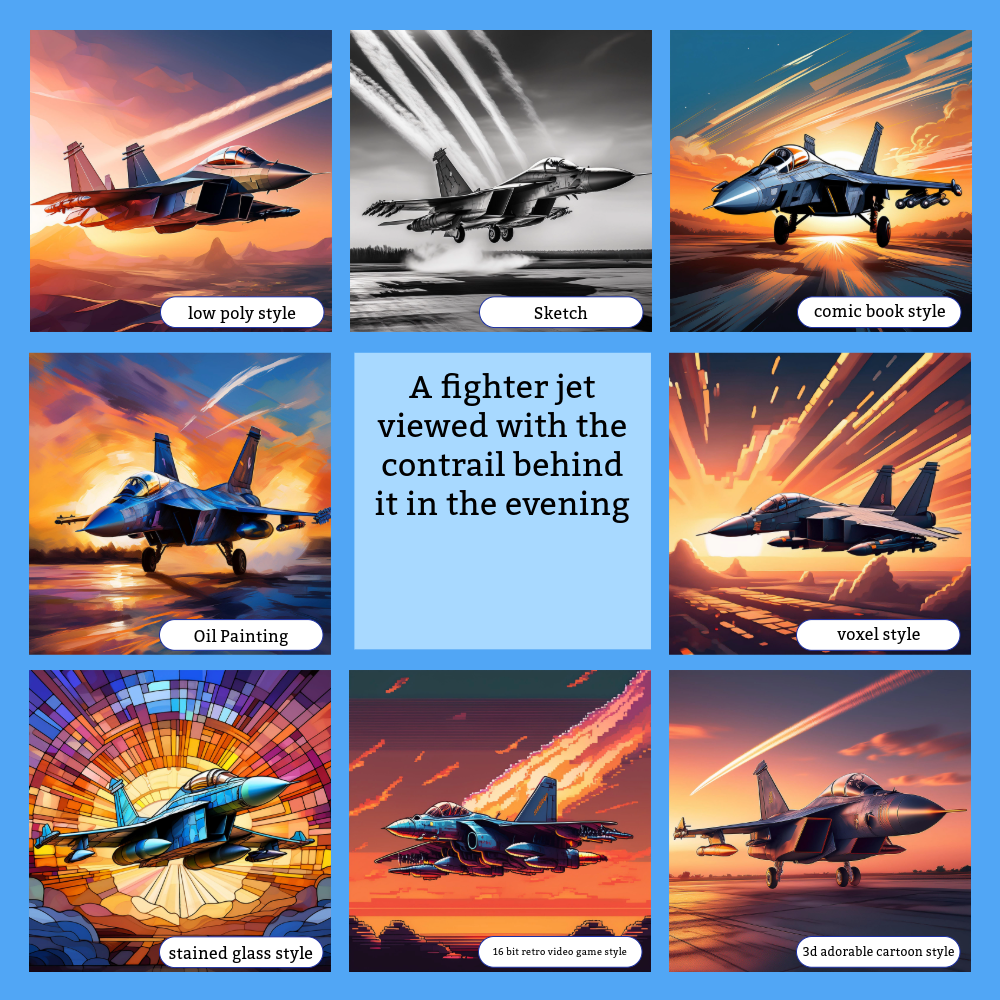 low poly style
Sketch
comic book style
Oil Painting
A fighter jet
viewed with the
contrail behind
it in the evening
voxel style
stained glass style
16 bit retro video game style
3d adorable cartoon style